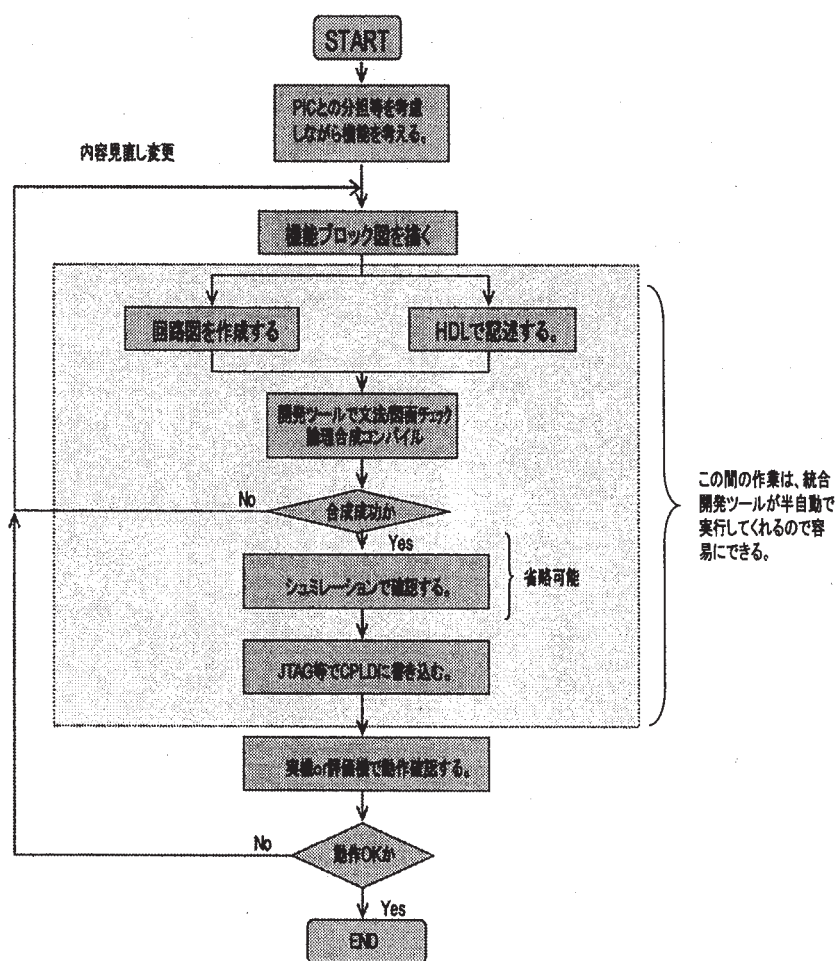 START
PICとの分担等を考慮
しながら機能を考える。
内容見直し変更
機能ブロック図を描く
回路図を作成する
HDLで記述する。
開発ツールで文法/図面チェック
論理合成コンパイル
No
合成成功か
Yes
この間の作業は、統合
開発ツールが半自動で
実行してくれるので容
易にできる。
シュミレーションで確認する。
省略可能
JTAG等でCPLDに書き込む。
実機or評価機で動作確認する。
No
動作OKか
Yes
END